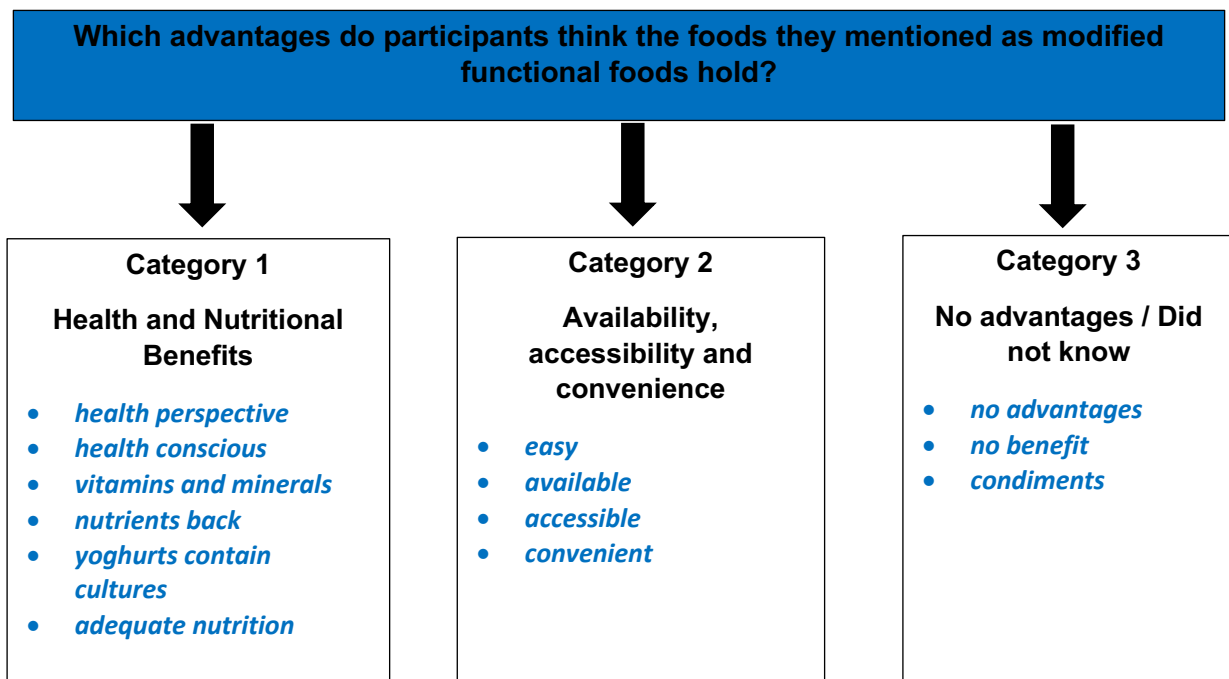 Which advantages do participants think the foods they mentioned as modified
functional foods hold?
Category 1
Health and Nutritional
Benefits
• health perspective
• health conscious
• vitamins and minerals
• nutrients back
• yoghurts contain
cultures
• adequate nutrition
Category 2
Availability,
accessibility and
convenience
• easy
• available
• accessible
• convenient
Category 3
No advantages / Did
not know
• no advantages
• no benefit
• condiments